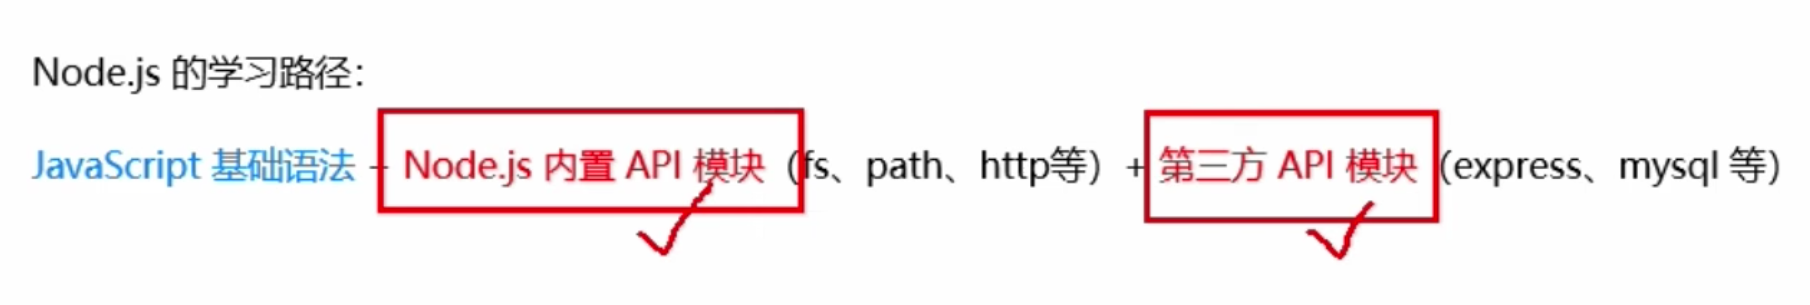 Node.js 的学习路径：
JavaScript 基础语法 + Node.js 内置 API 模块（fs、path、http等）+ 第三方 API 模块（express、mysql 等）